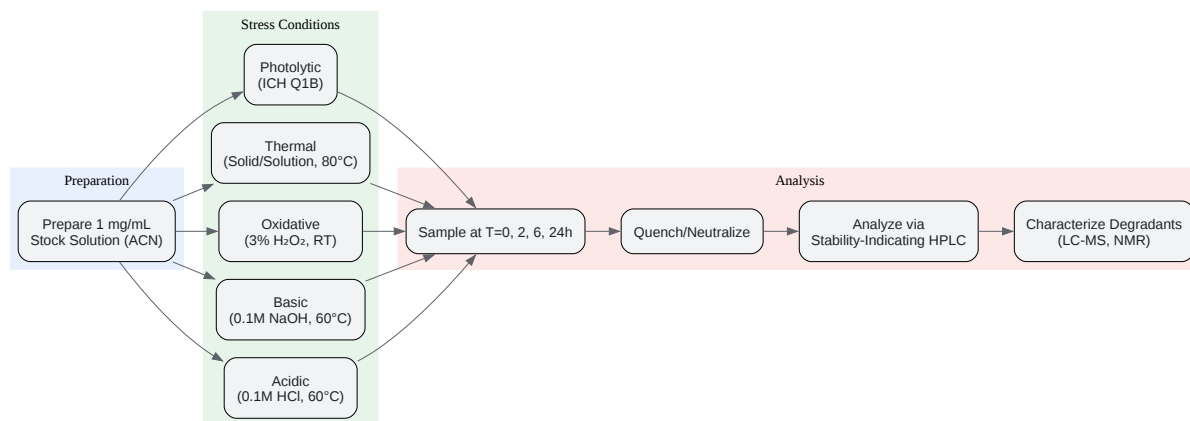 Stress Conditions
Photolytic
(ICH Q1B)
Thermal
(Solid/Solution, 80°C)
Preparation
Analysis
Prepare 1 mg/mL
Stock Solution (ACN)
Oxidative
(3% H₂O₂, RT)
Sample at T=0, 2, 6, 24h
Quench/Neutralize
Analyze via
Stability-Indicating HPLC
Characterize Degradants
(LC-MS, NMR)
Basic
(0.1M NaOH, 60°C)
Acidic
(0.1M HCl, 60°C)